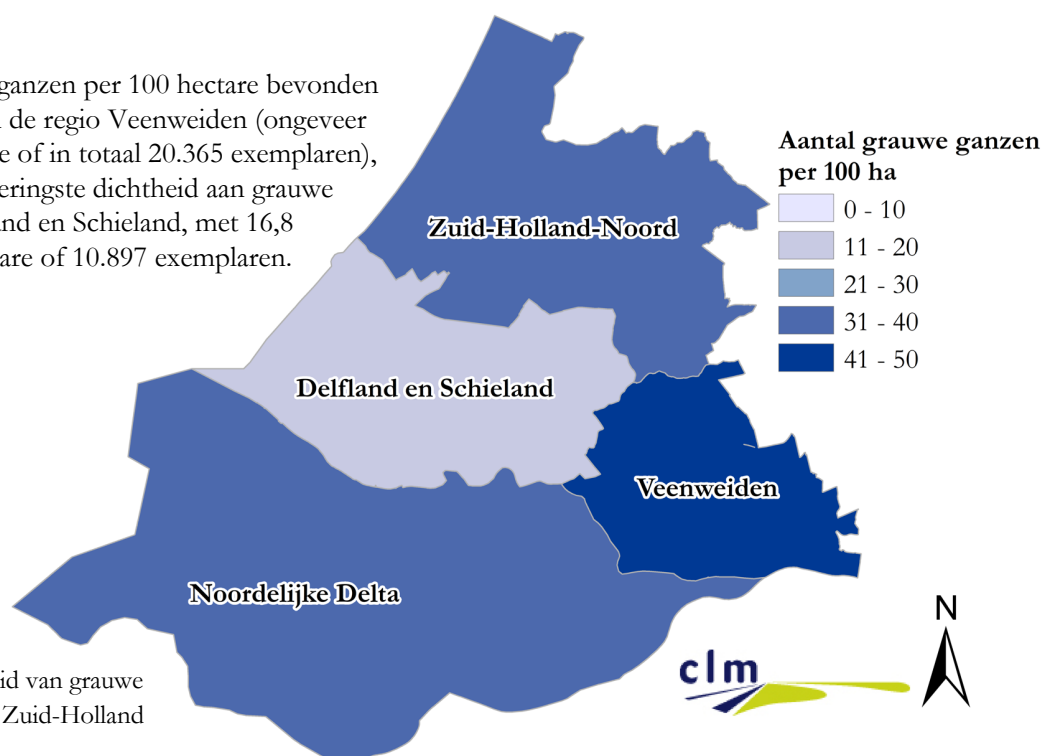 ganzen per 100 hectare bevonden
de regio Veenweiden (ongeveer
e of in totaal 20.365 exemplaren),
eringste dichtheid aan grauwe
and en Schieland, met 16,8
are of 10.897 exemplaren.
Aantal grauwe ganzen
per 100 ha
0 - 10
11 - 20
21 - 30
31 - 40
41 - 50
Zuid-Holland-Noord
Delfland en Schieland
Veenweiden
Noordelijke Delta
id van grauwe
Zuid-Holland
clm
N